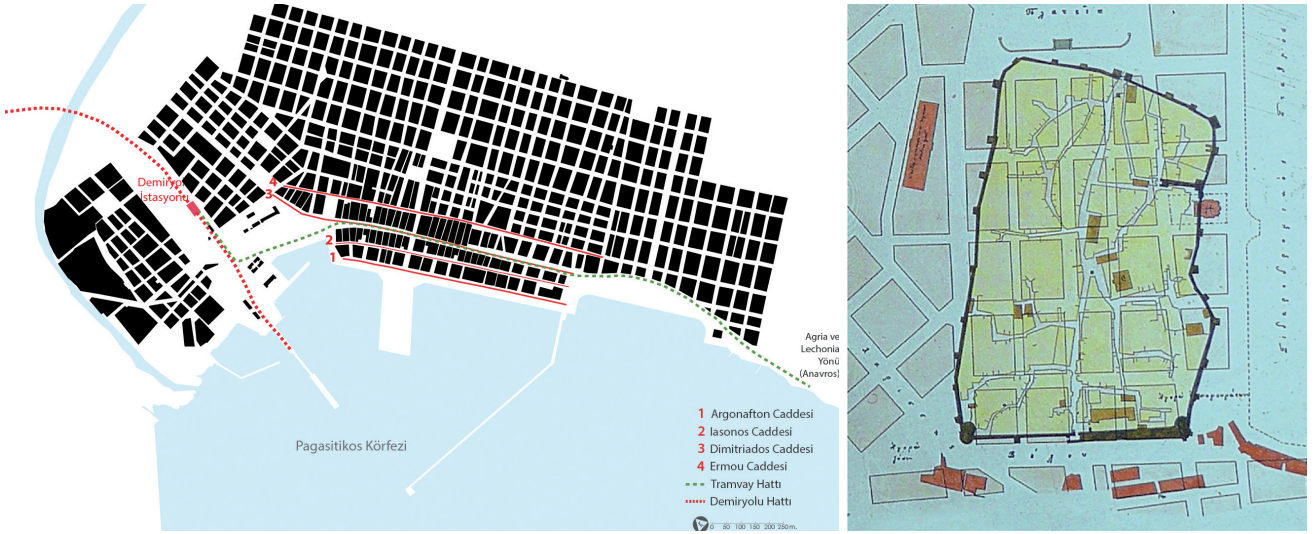 Demiryolu
İstasyonu
4
3
2
1
Agria ve
Lechonia
Yönü
(Anavros)
Pagasitikos Körfezi
1 Argonafton Caddesi
2 Iasonos Caddesi
3 Dimitriados Caddesi
4 Ermou Caddesi
Tramvay Hattı
Demiryolu Hattı
0 50 100 150 200 250m.